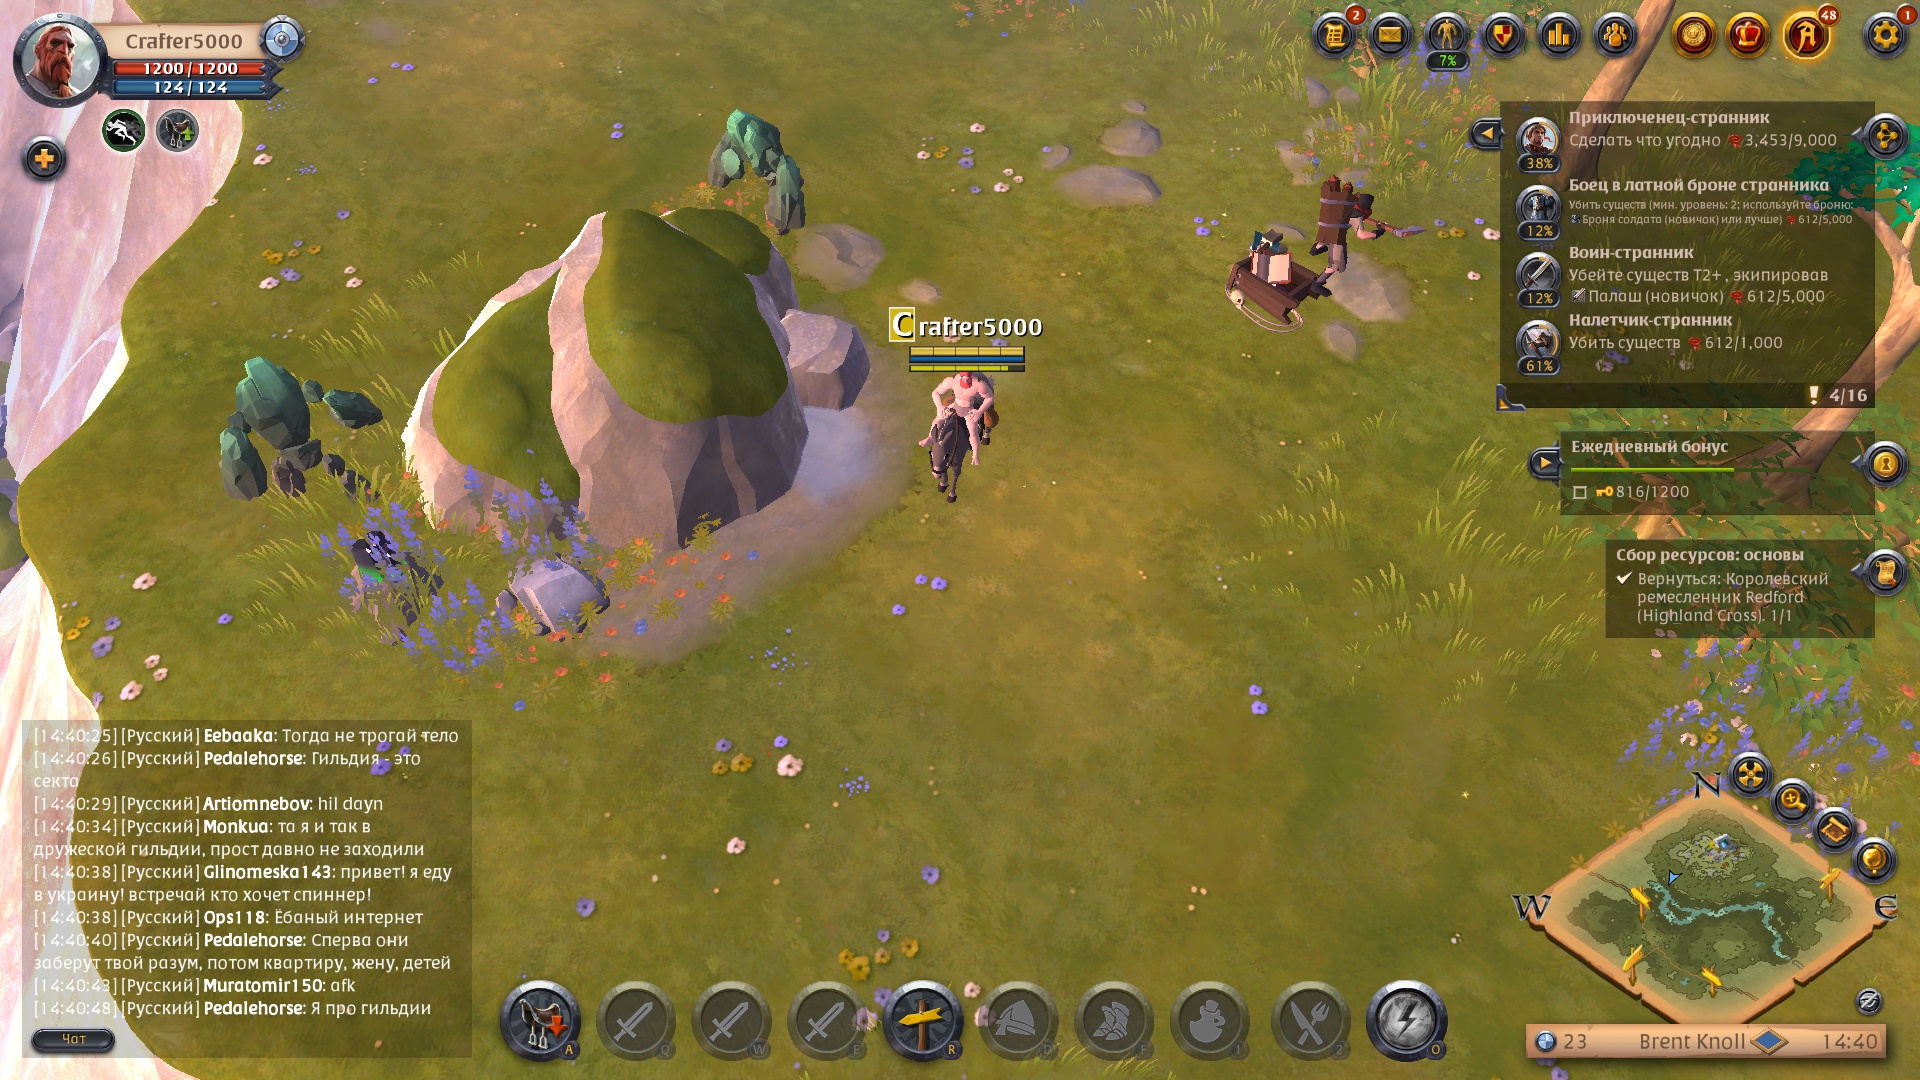 Crafter5000
1200/1200
124/124
2
7%
48
1
Приключенец-странник
Сделать что угодно 3,453/9,000
38%
Боец в латной броне странника
Убить существ (мин. уровень: 2; используйте броню:
Броня солдата (новичок) или лучше) 612/5,000
12%
Воин-странник
Убейте существ T2+, экипировав
Палаш (новичок) 612/5,000
12%
Налетчик-странник
Убить существ 612/1,000
61%
4/16
Ежедневный бонус
816/1200
Сбор ресурсов: основы
Вернуться: Королевский
ремесленник Redford
(Highland Cross). 1/1
Crafter5000
[14:40:25] [Русский] Eebaaka: Тогда не трогай тело
[14:40:26] [Русский] Pedalehorse: Гильдия - это
секта
[14:40:29] [Русский] Artiomnebov: hil dayn
[14:40:34] [Русский] Monkua: та я и так в
дружеской гильдии, прост давно не заходили
[14:40:38] [Русский] Glinomeska143: привет! я еду
в украину! встречай кто хочет спиннер!
[14:40:38] [Русский] Ops118: Ёбаный интернет
[14:40:40] [Русский] Pedalehorse: Сперва они
заберут твой разум, потом квартиру, жену, детей
[14:40:43] [Русский] Muratomir150: afk
[14:40:48] [Русский] Pedalehorse: Я про гильдии
Чат
A Q W E R D F 1 2 O
N
W
E
23 Brent Knoll 14:40